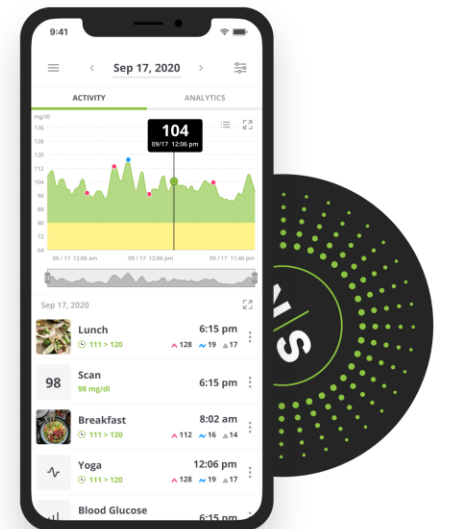 9:41
Sep 17, 2020
ACTIVITY
ANALYTICS
mg/dl
136
128
120
112
104
96
88
80
72
64
104
09/17 12:06 pm
09 / 17 12:06 am
09 / 17 12:06 pm
09 / 17 11:46 pm
Sep 17, 2020
Lunch
6:15 pm
111 > 120
128
19
17
98
Scan
98 mg/dl
6:15 pm
Breakfast
8:02 am
111 > 120
112
16
14
Yoga
12:06 pm
111 > 120
128
19
17
Blood Glucose
6:15 pm